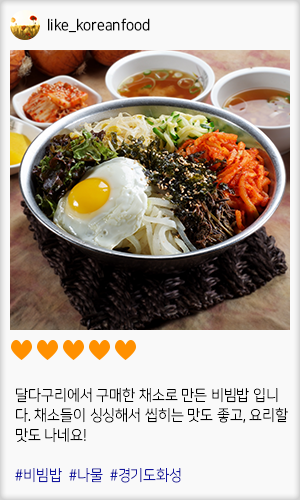 like_koreanfood
달다구리에서 구매한 채소로 만든 비빔밥 입니
다. 채소들이 싱싱해서 씹히는 맛도 좋고, 요리할
맛도 나네요!
#비빔밥 #나물 #경기도화성